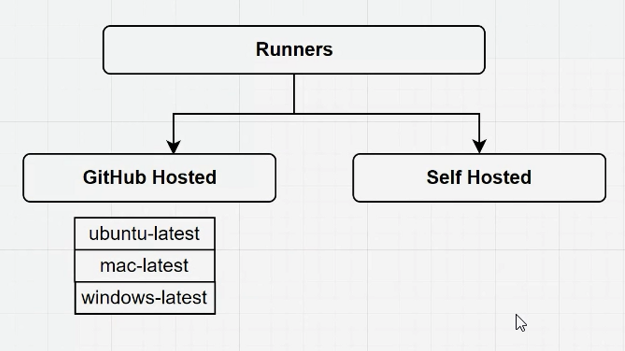 Runners
GitHub Hosted
Self Hosted
ubuntu-latest
mac-latest
windows-latest